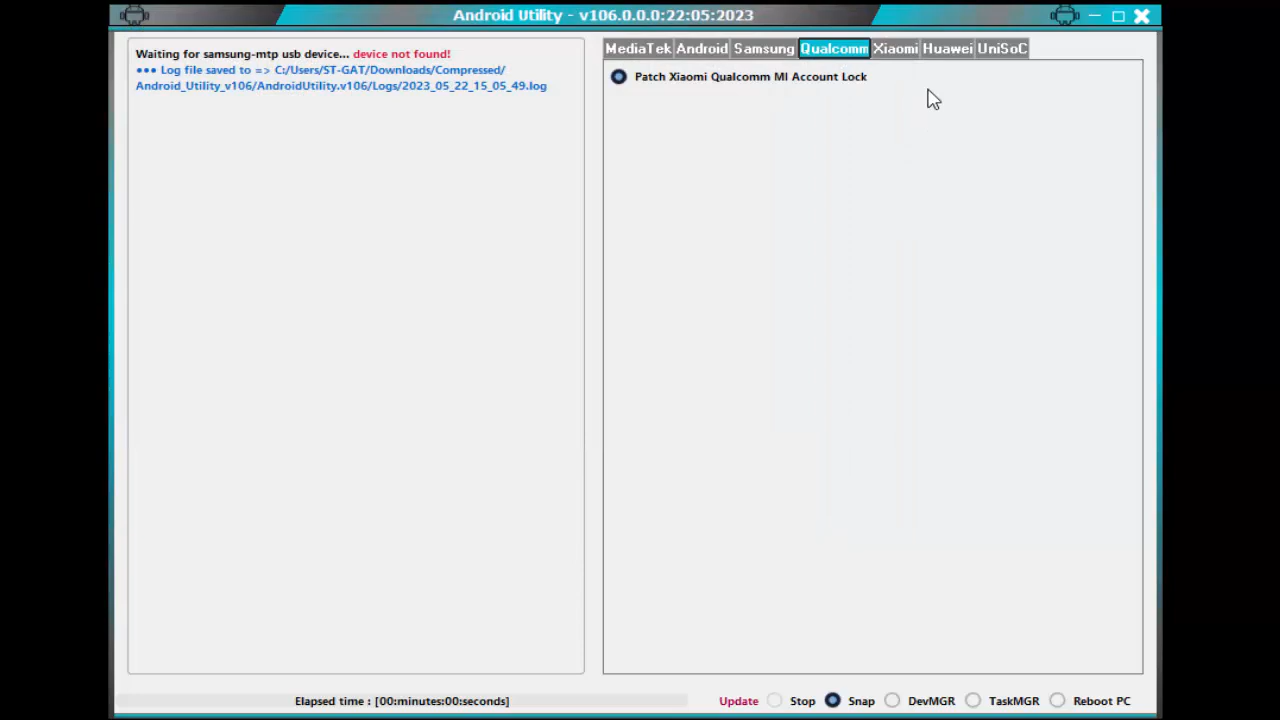 Android Utility - v106.0.0.0:22:05:2023
Waiting for samsung-mtp usb device... device not found!
••• Log file saved to => C:/Users/ST-GAT/Downloads/Compressed/
Android_Utility_v106/AndroidUtility.v106/Logs/2023_05_22_15_05_49.log
MediaTek Android Samsung Qualcomm Xiaomi Huawei UniSoC
Patch Xiaomi Qualcomm MI Account Lock
Elapsed time : [00:minutes:00:seconds]
Update Stop Snap DevMGR TaskMGR Reboot PC